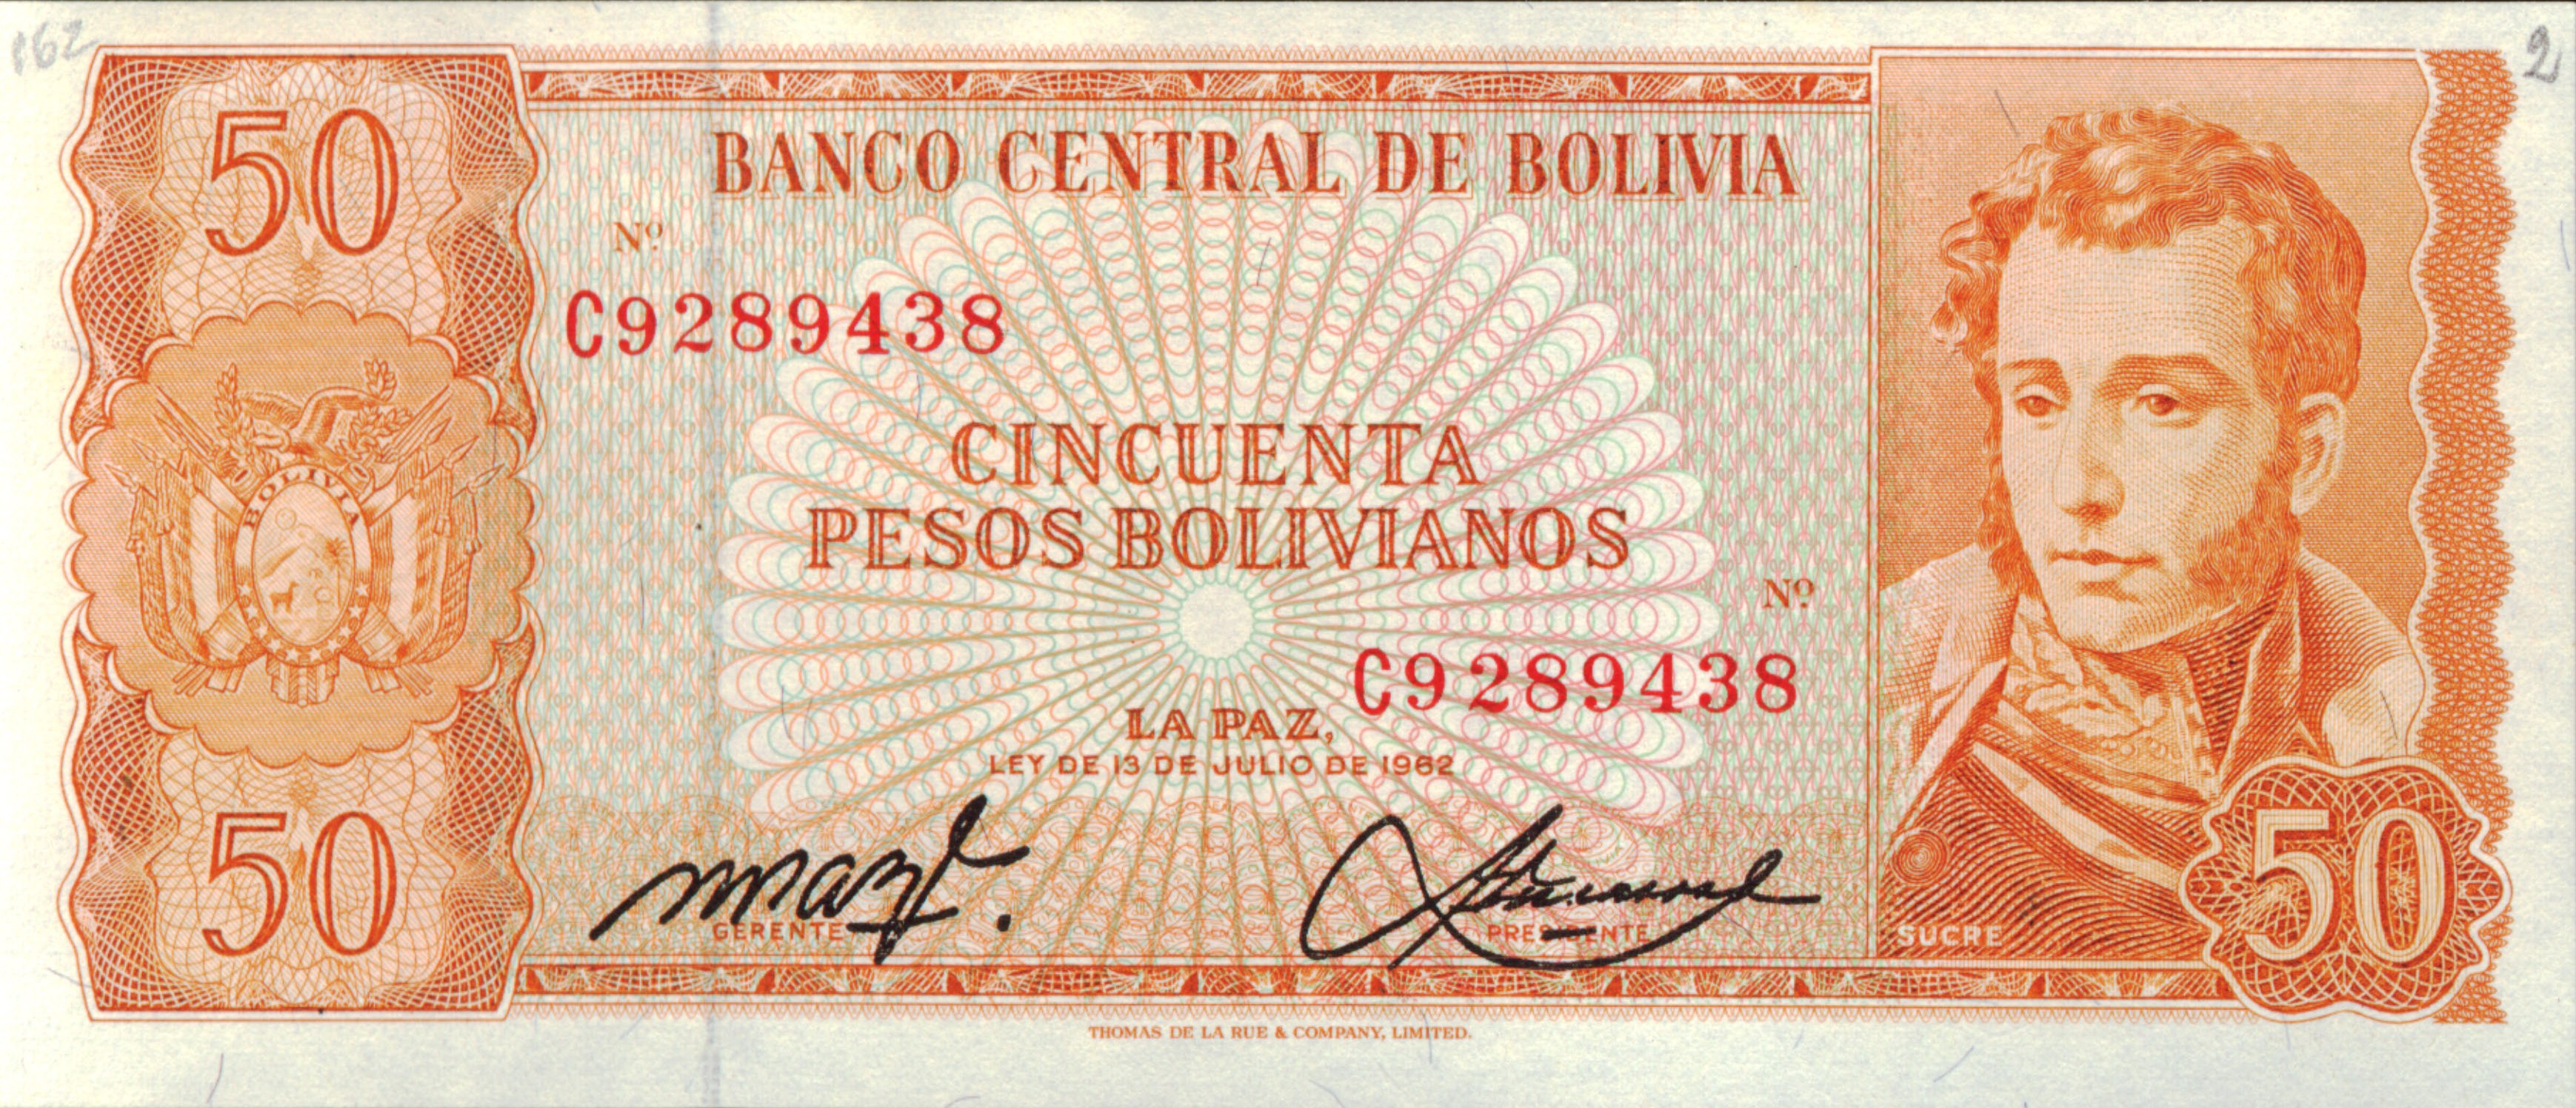 162
2
50
BANCO CENTRAL DE BOLIVIA
Nº
C9289438
BOLIVIA
CINCUENTA
PESOS BOLIVIANOS
Nº
C9289438
LA PAZ,
LEY DE 13 DE JULIO DE 1962
50
GERENTE
PRESIDENTE
SUCRE
50
THOMAS DE LA RUE & COMPANY, LIMITED.